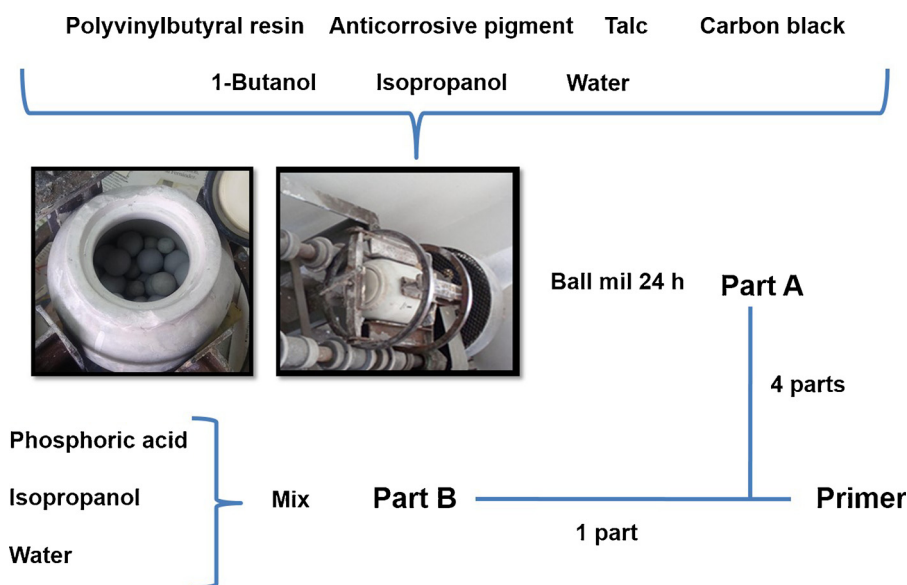 Polyvinylbutyral resin Anticorrosive pigment Talc Carbon black
1-Butanol Isopropanol Water
Ball mil 24 h
Part A
4 parts
Phosphoric acid
Isopropanol
Water
Mix
Part B
1 part
Primer